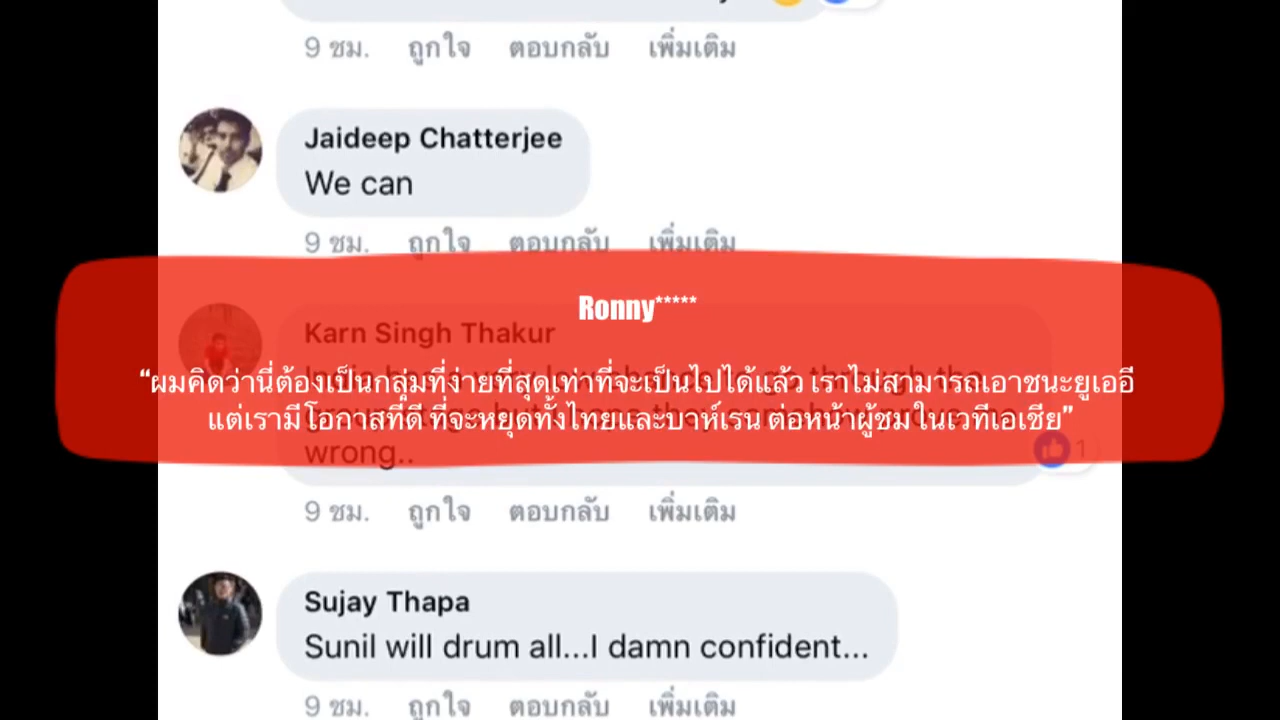 9 ชม. ถูกใจ ตอบกลับ เพิ่มเติม
Jaideep Chatterjee
We can
9 ชม. ถูกใจ ตอบกลับ เพิ่มเติม
Ronny*****
Karn Singh Thakur
“ผมคิดว่านี่ต้องเป็นกลุ่มที่ง่ายที่สุดเท่าที่จะเป็นไปได้แล้ว เราไม่สามารถเอาชนะยูเออี
แต่เรามีโอกาสที่ดี ที่จะหยุดทั้งไทยและบาห์เรน ต่อหน้าผู้ชมในเวทีเอเชีย”
wrong..
1
9 ชม. ถูกใจ ตอบกลับ เพิ่มเติม
Sujay Thapa
Sunil will drum all...I damn confident...
9 ชม. ถูกใจ ตอบกลับ เพิ่มเติม